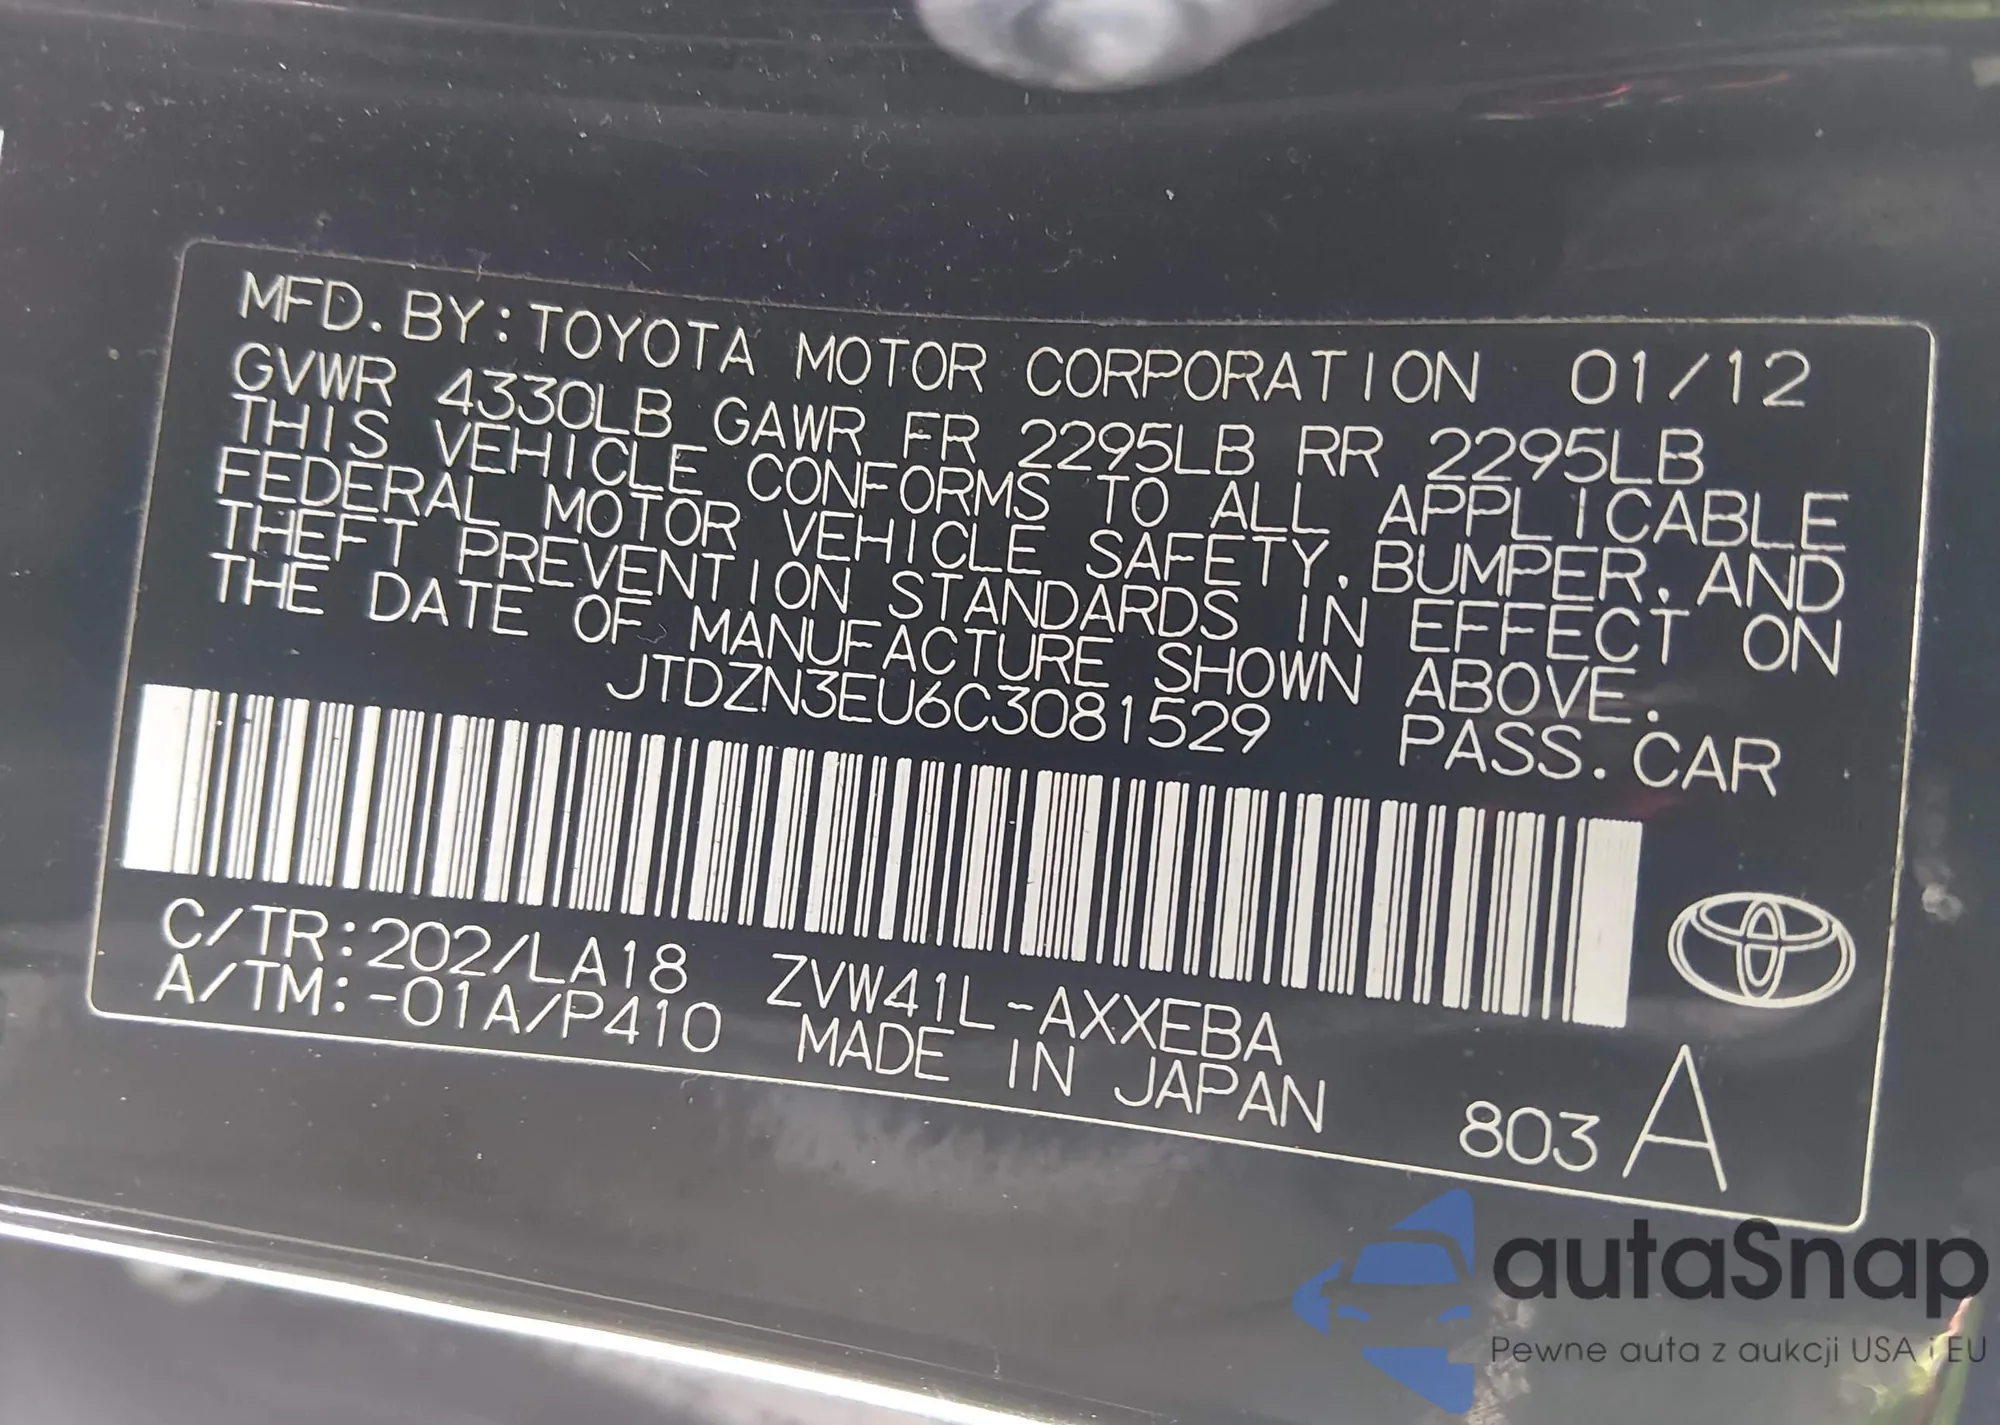 MFD. BY: TOYOTA MOTOR CORPORATION 01/12
GVWR 4330LB GAWR FR 2295LB RR 2295LB
THIS VEHICLE CONFORMS TO ALL APPLICABLE
FEDERAL MOTOR VEHICLE SAFETY, BUMPER, AND
THEFT PREVENTION STANDARDS IN EFFECT ON
THE DATE OF MANUFACTURE SHOWN ABOVE.
JTDZN3EU6C3081529 PASS. CAR
C/TR: 202/LA18 ZVW41L-AXXEBA
A/TM: -01A/P410 MADE IN JAPAN 803 A
autaSnap
Pewne auta z aukcji USA i EU